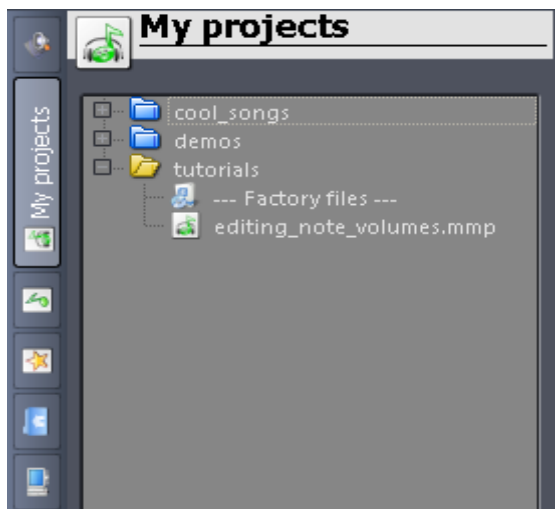 My projects
My projects
cool_songs
demos
tutorials
--- Factory files ---
editing_note_volumes.mmp